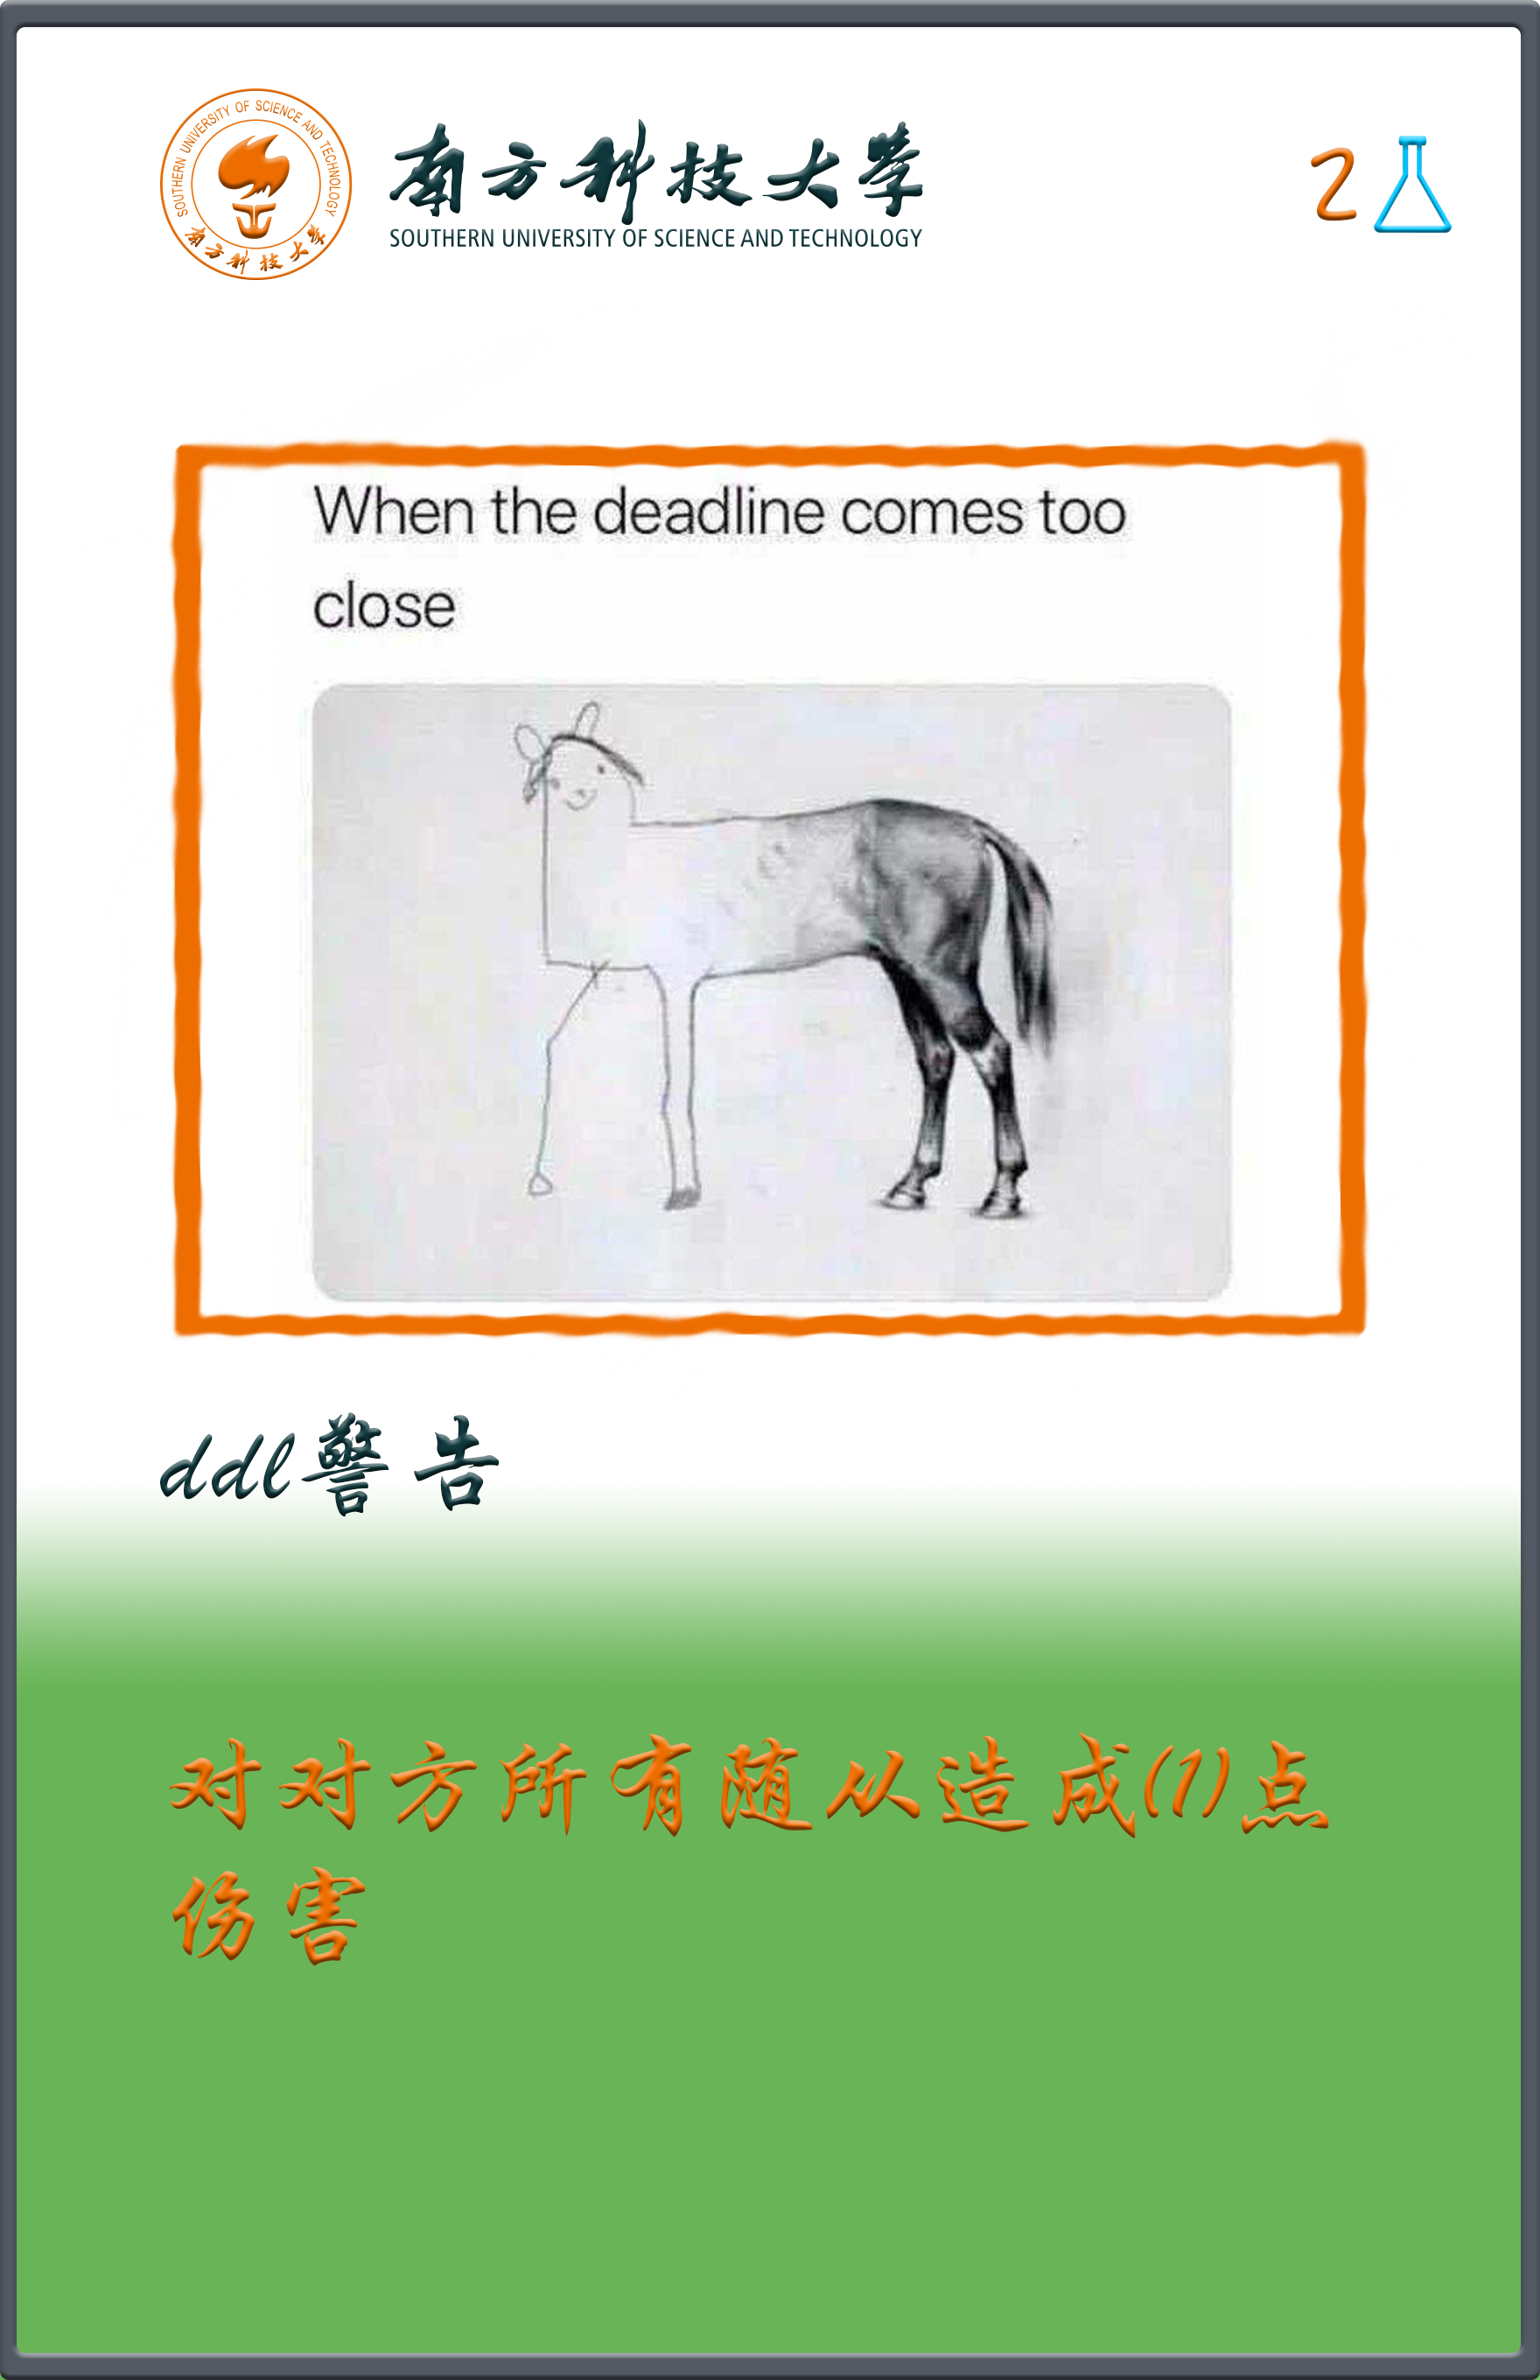 SOUTHERN UNIVERSITY OF SCIENCE AND TECHNOLOGY
南方科技大学
南方科技大学
SOUTHERN UNIVERSITY OF SCIENCE AND TECHNOLOGY
2
When the deadline comes too
close
ddl警告
对对方所有随从造成(1)点
伤害